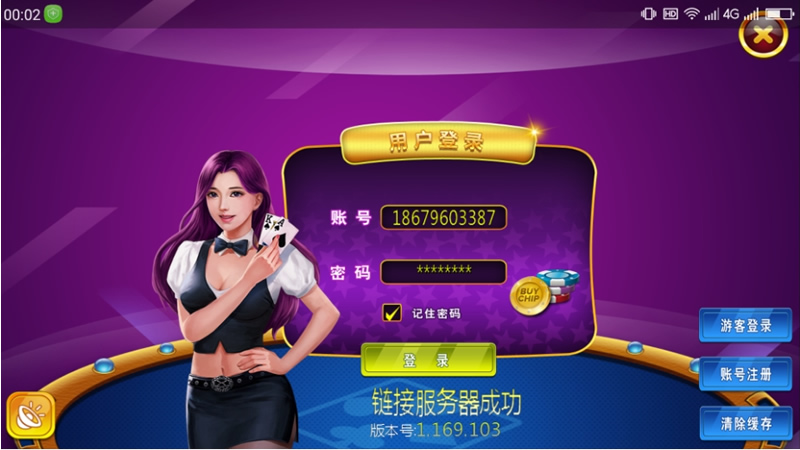 00:02
HD 4G
用户登录
账号 18679603387
密码 ********
BUY
CHIP
记住密码
登录
链接服务器成功
版本号:1.169.103
游客登录
账号注册
清除缓存